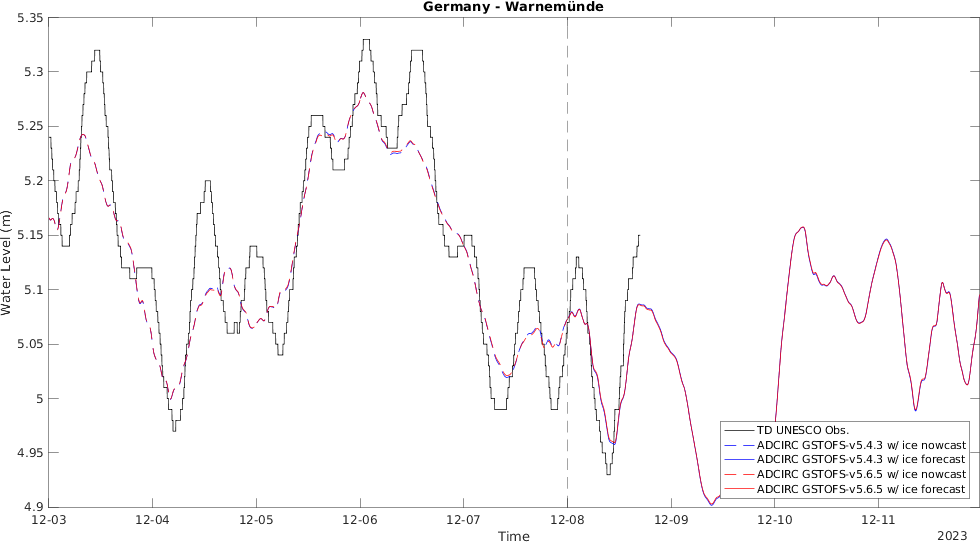 Germany - Warnemünde
5.35
5.3
5.25
5.2
5.15
5.1
5.05
5
4.95
4.9
Water Level (m)
TD UNESCO Obs.
ADCIRC GSTOFS-v5.4.3 w/ ice nowcast
ADCIRC GSTOFS-v5.4.3 w/ ice forecast
ADCIRC GSTOFS-v5.6.5 w/ ice nowcast
ADCIRC GSTOFS-v5.6.5 w/ ice forecast
12-03 12-04 12-05 12-06 12-07 12-08 12-09 12-10 12-11
Time
2023